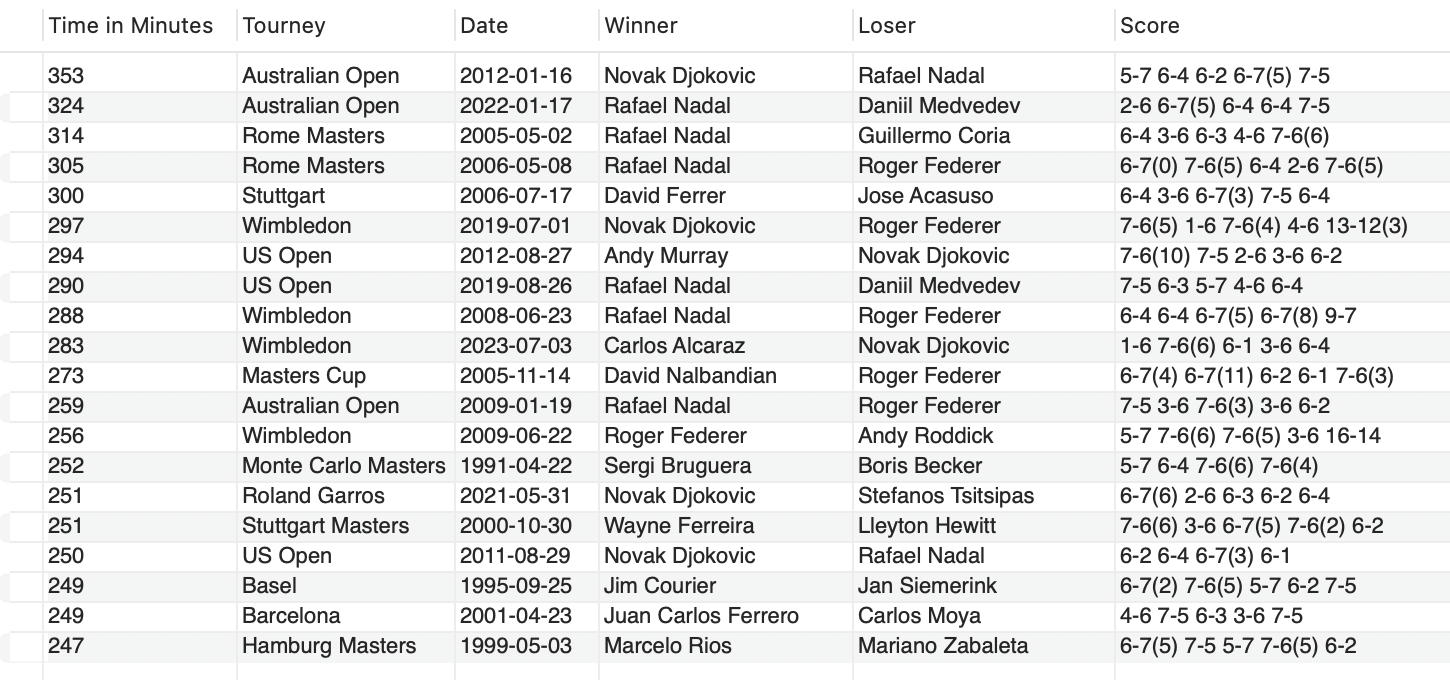 Time in Minutes Tourney Date Winner Loser Score
353 Australian Open 2012-01-16 Novak Djokovic Rafael Nadal 5-7 6-4 6-2 6-7(5) 7-5
324 Australian Open 2022-01-17 Rafael Nadal Daniil Medvedev 2-6 6-7(5) 6-4 6-4 7-5
314 Rome Masters 2005-05-02 Rafael Nadal Guillermo Coria 6-4 3-6 6-3 4-6 7-6(6)
305 Rome Masters 2006-05-08 Rafael Nadal Roger Federer 6-7(0) 7-6(5) 6-4 2-6 7-6(5)
300 Stuttgart 2006-07-17 David Ferrer Jose Acasuso 6-4 3-6 6-7(3) 7-5 6-4
297 Wimbledon 2019-07-01 Novak Djokovic Roger Federer 7-6(5) 1-6 7-6(4) 4-6 13-12(3)
294 US Open 2012-08-27 Andy Murray Novak Djokovic 7-6(10) 7-5 2-6 3-6 6-2
290 US Open 2019-08-26 Rafael Nadal Daniil Medvedev 7-5 6-3 5-7 4-6 6-4
288 Wimbledon 2008-06-23 Rafael Nadal Roger Federer 6-4 6-4 6-7(5) 6-7(8) 9-7
283 Wimbledon 2023-07-03 Carlos Alcaraz Novak Djokovic 1-6 7-6(6) 6-1 3-6 6-4
273 Masters Cup 2005-11-14 David Nalbandian Roger Federer 6-7(4) 6-7(11) 6-2 6-1 7-6(3)
259 Australian Open 2009-01-19 Rafael Nadal Roger Federer 7-5 3-6 7-6(3) 3-6 6-2
256 Wimbledon 2009-06-22 Roger Federer Andy Roddick 5-7 7-6(6) 7-6(5) 3-6 16-14
252 Monte Carlo Masters 1991-04-22 Sergi Bruguera Boris Becker 5-7 6-4 7-6(6) 7-6(4)
251 Roland Garros 2021-05-31 Novak Djokovic Stefanos Tsitsipas 6-7(6) 2-6 6-3 6-2 6-4
251 Stuttgart Masters 2000-10-30 Wayne Ferreira Lleyton Hewitt 7-6(6) 3-6 6-7(5) 7-6(2) 6-2
250 US Open 2011-08-29 Novak Djokovic Rafael Nadal 6-2 6-4 6-7(3) 6-1
249 Basel 1995-09-25 Jim Courier Jan Siemerink 6-7(2) 7-6(5) 5-7 6-2 7-5
249 Barcelona 2001-04-23 Juan Carlos Ferrero Carlos Moya 4-6 7-5 6-3 3-6 7-5
247 Hamburg Masters 1999-05-03 Marcelo Rios Mariano Zabaleta 6-7(5) 7-5 5-7 7-6(5) 6-2